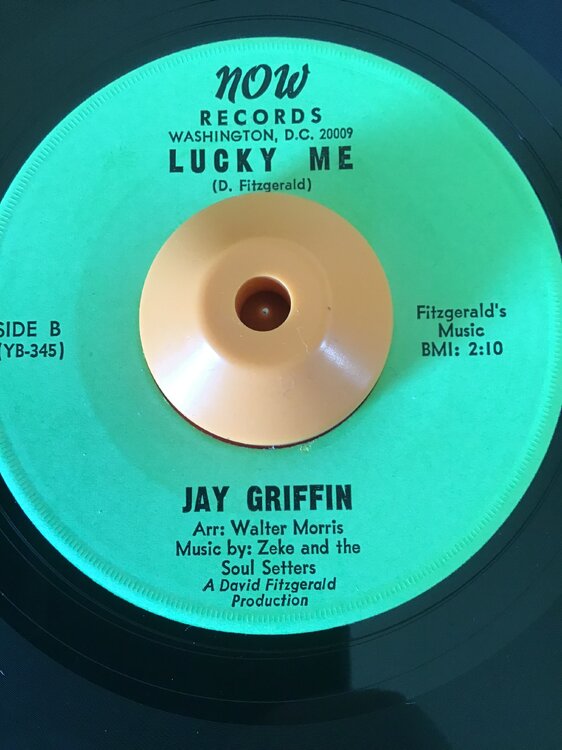 NOW
RECORDS
WASHINGTON, D.C. 20009
LUCKY ME
(D. Fitzgerald)
SIDE B
(YB-345)
Fitzgerald's
Music
BMI: 2:10
JAY GRIFFIN
Arr: Walter Morris
Music by: Zeke and the
Soul Setters
A David Fitzgerald
Production